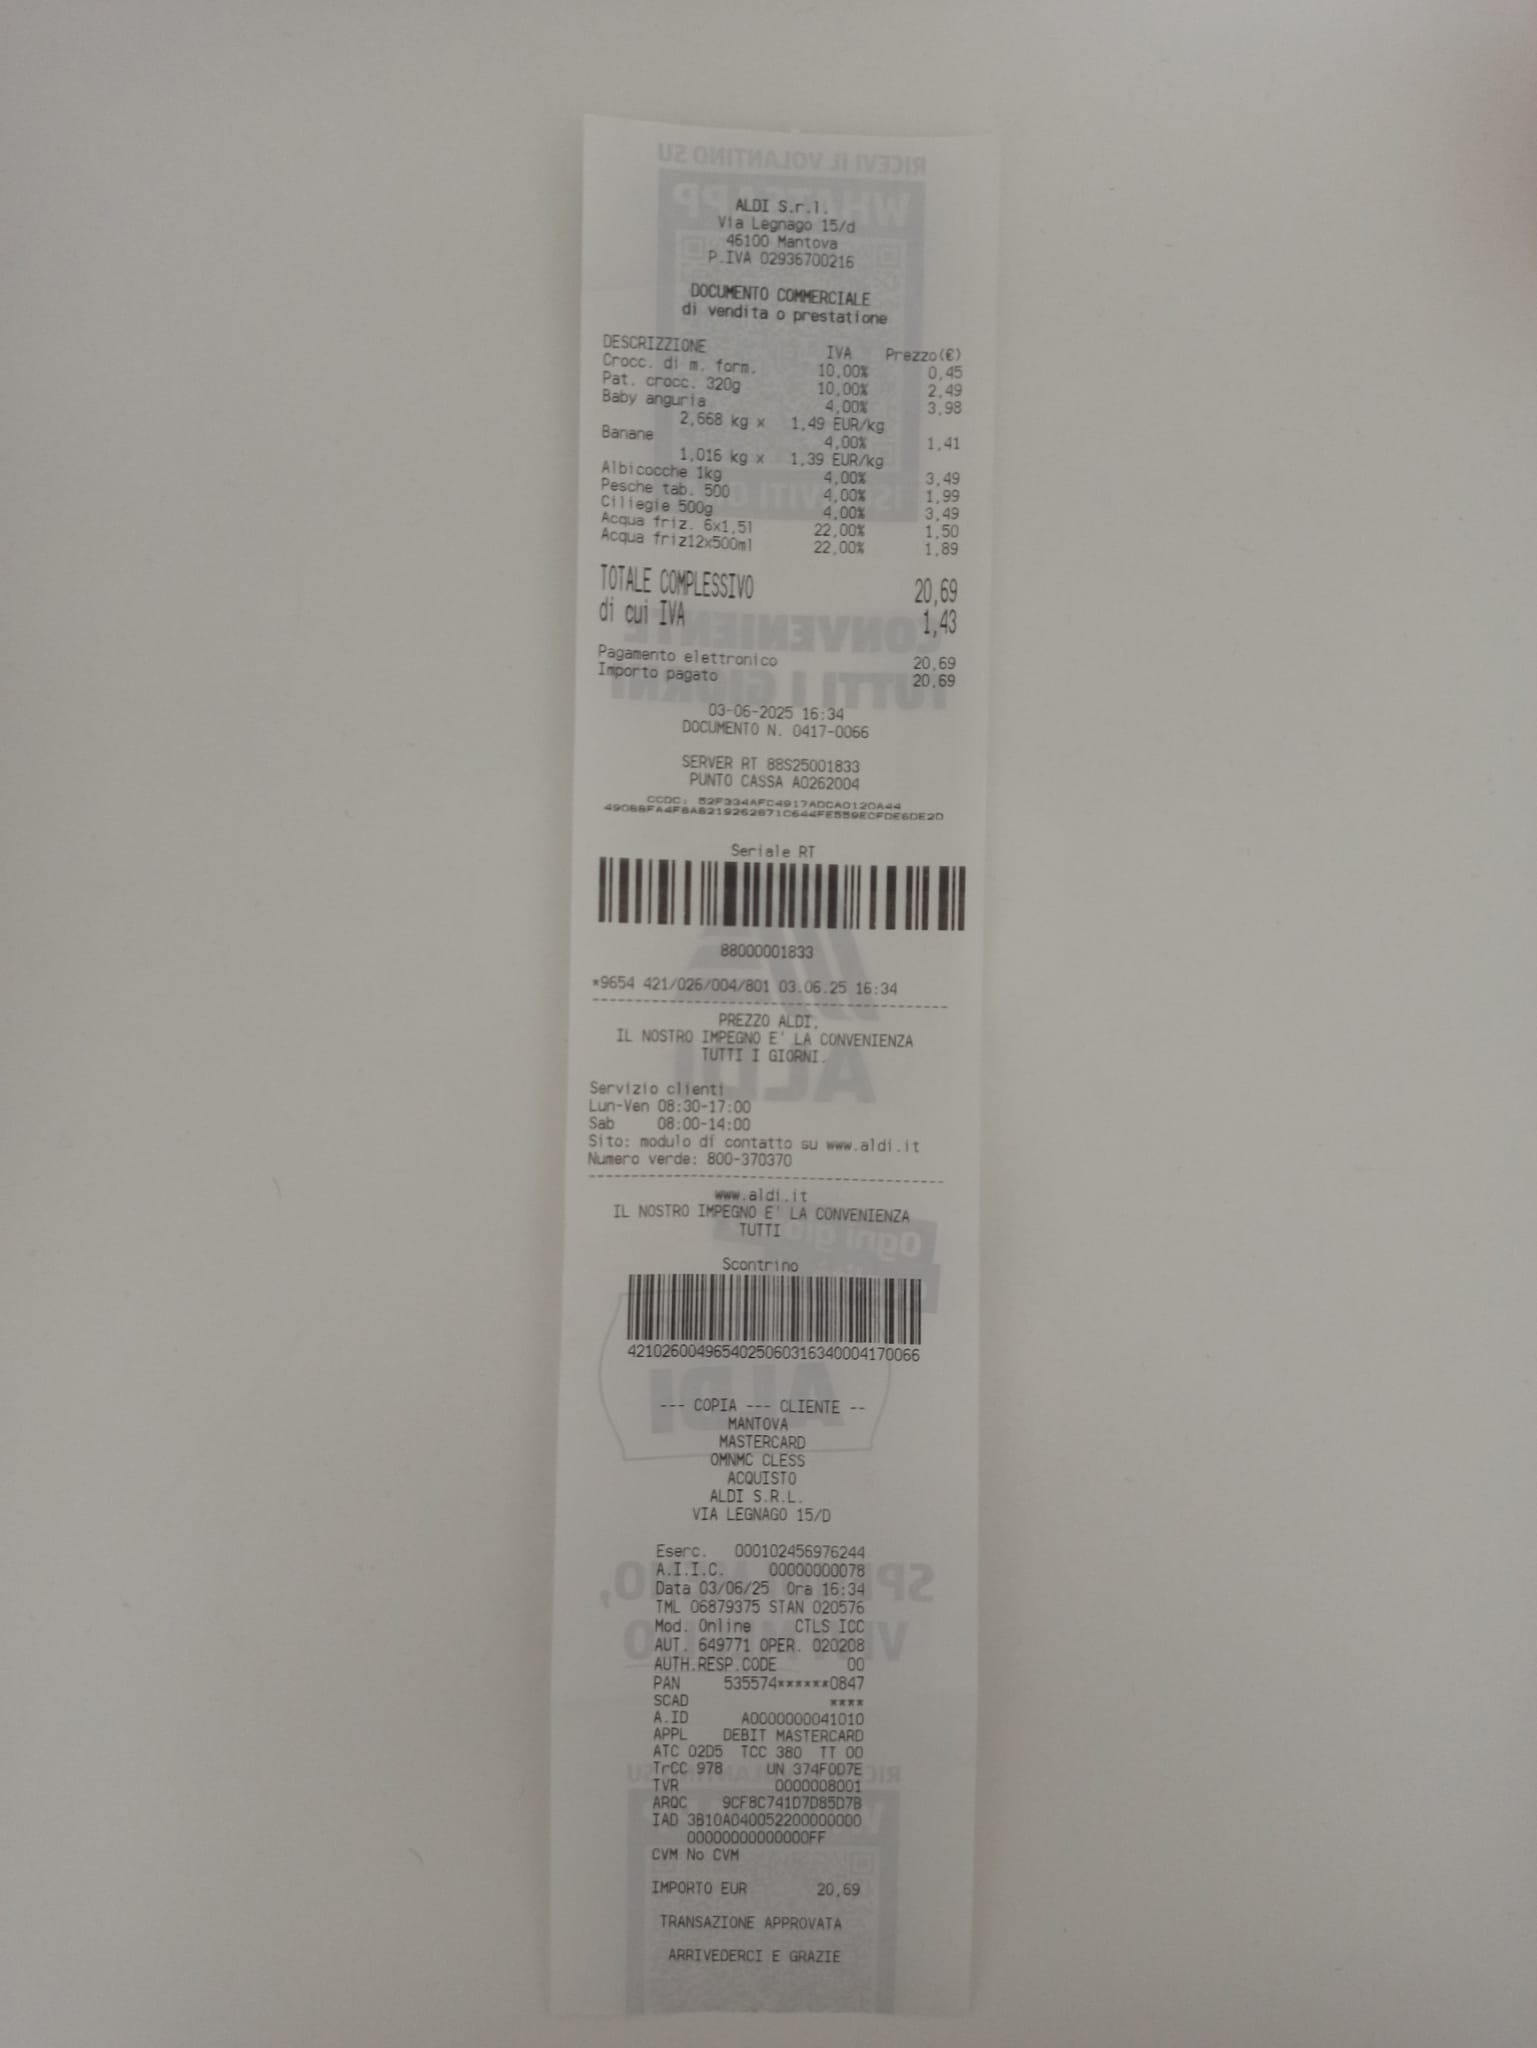 ALDI S.r.l.
Via Legnago 15/d
46100 Mantova
P.IVA 02936700216
DOCUMENTO COMMERCIALE
di vendita o prestatione
DESCRIZZIONE IVA Prezzo(€)
Crocc. di m. form. 10,00% 0,45
Pat. crocc. 320g 10,00% 2,49
Baby anguria 4,00% 3,98
2,668 kg x 1,49 EUR/kg
Banane 4,00% 1,41
1,016 kg x 1,39 EUR/kg
Albicocche 1kg 4,00% 3,49
Pesche tab. 500 4,00% 1,99
Ciliegie 500g 4,00% 3,49
Acqua friz. 6x1,5l 22,00% 1,50
Acqua friz12x500ml 22,00% 1,89
TOTALE COMPLESSIVO 20,69
di cui IVA 1,43
Pagamento elettronico 20,69
Importo pagato 20,69
03-06-2025 16:34
DOCUMENTO N. 0417-0066
SERVER RT 88S25001833
PUNTO CASSA A0262004
CCDC:
Seriale RT
88000001833
*9654 421/026/004/801 03.06.25 16:34
PREZZO ALDI.
IL NOSTRO IMPEGNO E' LA CONVENIENZA
TUTTI I GIORNI.
Servizio clienti
Lun-Ven 08:30-17:00
Sab 08:00-14:00
Sito: modulo di contatto su www.aldi.it
Numero verde: 800-370370
www.aldi.it
IL NOSTRO IMPEGNO E' LA CONVENIENZA
TUTTI
Scontrino
42102600496540250603163400004170066
--- COPIA --- CLIENTE --
MANTOVA
MASTERCARD
OMNMC CLESS
ACQUISTO
ALDI S.R.L.
VIA LEGNAGO 15/D
Eserc. 000102456976244
A.I.I.C. 00000000078
Data 03/06/25 Ora 16:34
TML 06879375 STAN 020576
Mod. Online CTLS ICC
AUT. 649771 OPER. 020208
AUTH.RESP.CODE 00
PAN 535574******0847
SCAD ****
A.ID A0000000041010
APPL DEBIT MASTERCARD
ATC 02D5 TCC 380 TT 00
TrCC 978 UN 374F0D7E
TVR 0000008001
ARQC 9CF8C741D7D85D7B
IAD 3B10A040052200000000
00000000000000FF
CVM No CVM
IMPORTO EUR 20,69
TRANSAZIONE APPROVATA
ARRIVEDERCI E GRAZIE